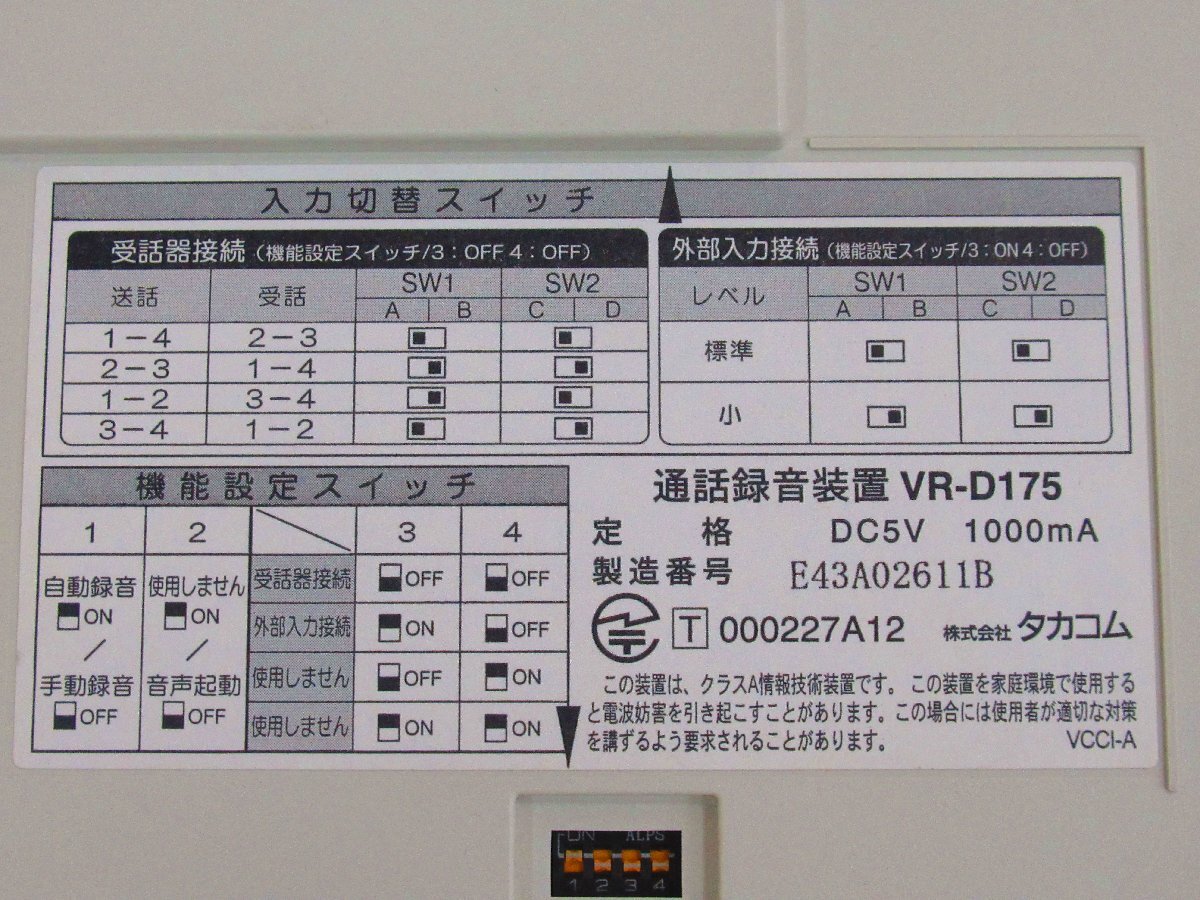 入力切替スイッチ
受話器接続（機能設定スイッチ/3：OFF 4：OFF）
送話 受話 SW1 SW2
A B C D
1－4 2－3
2－3 1－4
1－2 3－4
3－4 1－2
外部入力接続（機能設定スイッチ/3：ON 4：OFF）
レベル SW1 SW2
A B C D
標準
小
機能設定スイッチ
1 2 3 4
自動録音 ON ／ 手動録音 OFF
使用しません ON ／ 音声起動 OFF
受話器接続 OFF OFF
外部入力接続 ON OFF
使用しません OFF ON
使用しません ON ON
通話録音装置 VR-D175
定格 DC5V 1000mA
製造番号 E43A02611B
T 000227A12 株式会社 タカコム
この装置は、クラスA情報技術装置です。この装置を家庭環境で使用する
と電波妨害を引き起こすことがあります。この場合には使用者が適切な対策
を講ずるよう要求されることがあります。 VCCI-A
ON ALPS
1 2 3 4